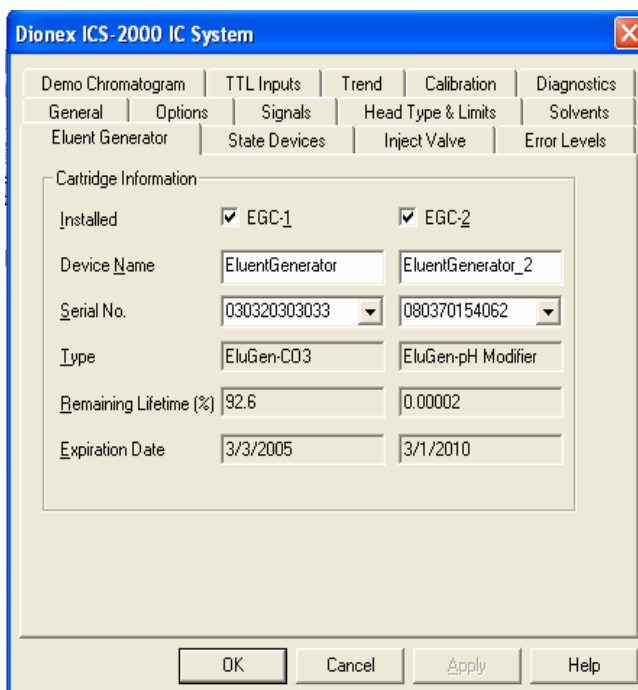 Dionex ICS-2000 IC System
Demo Chromatogram TTL Inputs Trend Calibration Diagnostics
General Options Signals Head Type & Limits Solvents
Eluent Generator State Devices Inject Valve Error Levels
Cartridge Information
Installed EGC-1 EGC-2
Device Name EluentGenerator EluentGenerator_2
Serial No. 030320303033 080370154062
Type EluGen-CO3 EluGen-pH Modifier
Remaining Lifetime (%) 92.6 0.00002
Expiration Date 3/3/2005 3/1/2010
OK Cancel Apply Help